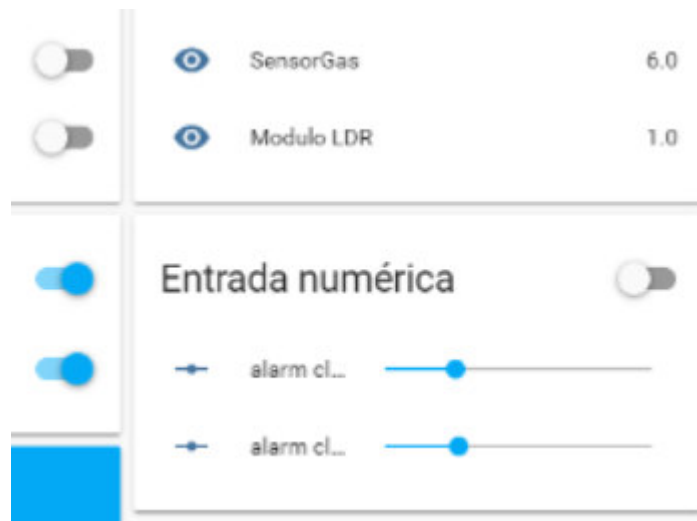 SensorGas 6.0
Modulo LDR 1.0
Entrada numérica
alarm cl...
alarm cl...